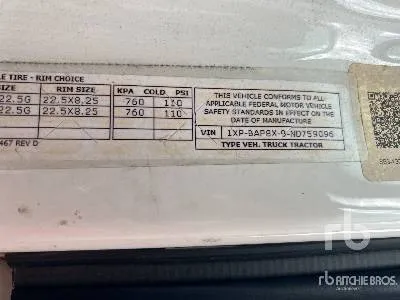 LE TIRE - RIM CHOICE
RIM SIZE KPA COLD PSI
22.5G 22.5X8.25 760 110
22.5G 22.5X8.25 760 110
467 REV D
THIS VEHICLE CONFORMS TO ALL
APPLICABLE FEDERAL MOTOR VEHICLE
SAFETY STANDARDS IN EFFECT ON THE
DATE OF MANUFACTURE
VIN 1XP-BAP8X-9-ND759096
TYPE VEH. TRUCK TRACTOR
rb
rb RITCHIE BROS.